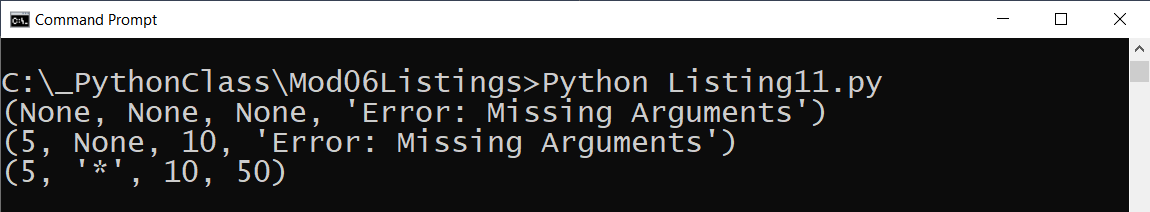 Command Prompt
C:\_PythonClass\Mod06Listings>Python Listing11.py
(None, None, None, 'Error: Missing Arguments')
(5, None, 10, 'Error: Missing Arguments')
(5, '*', 10, 50)